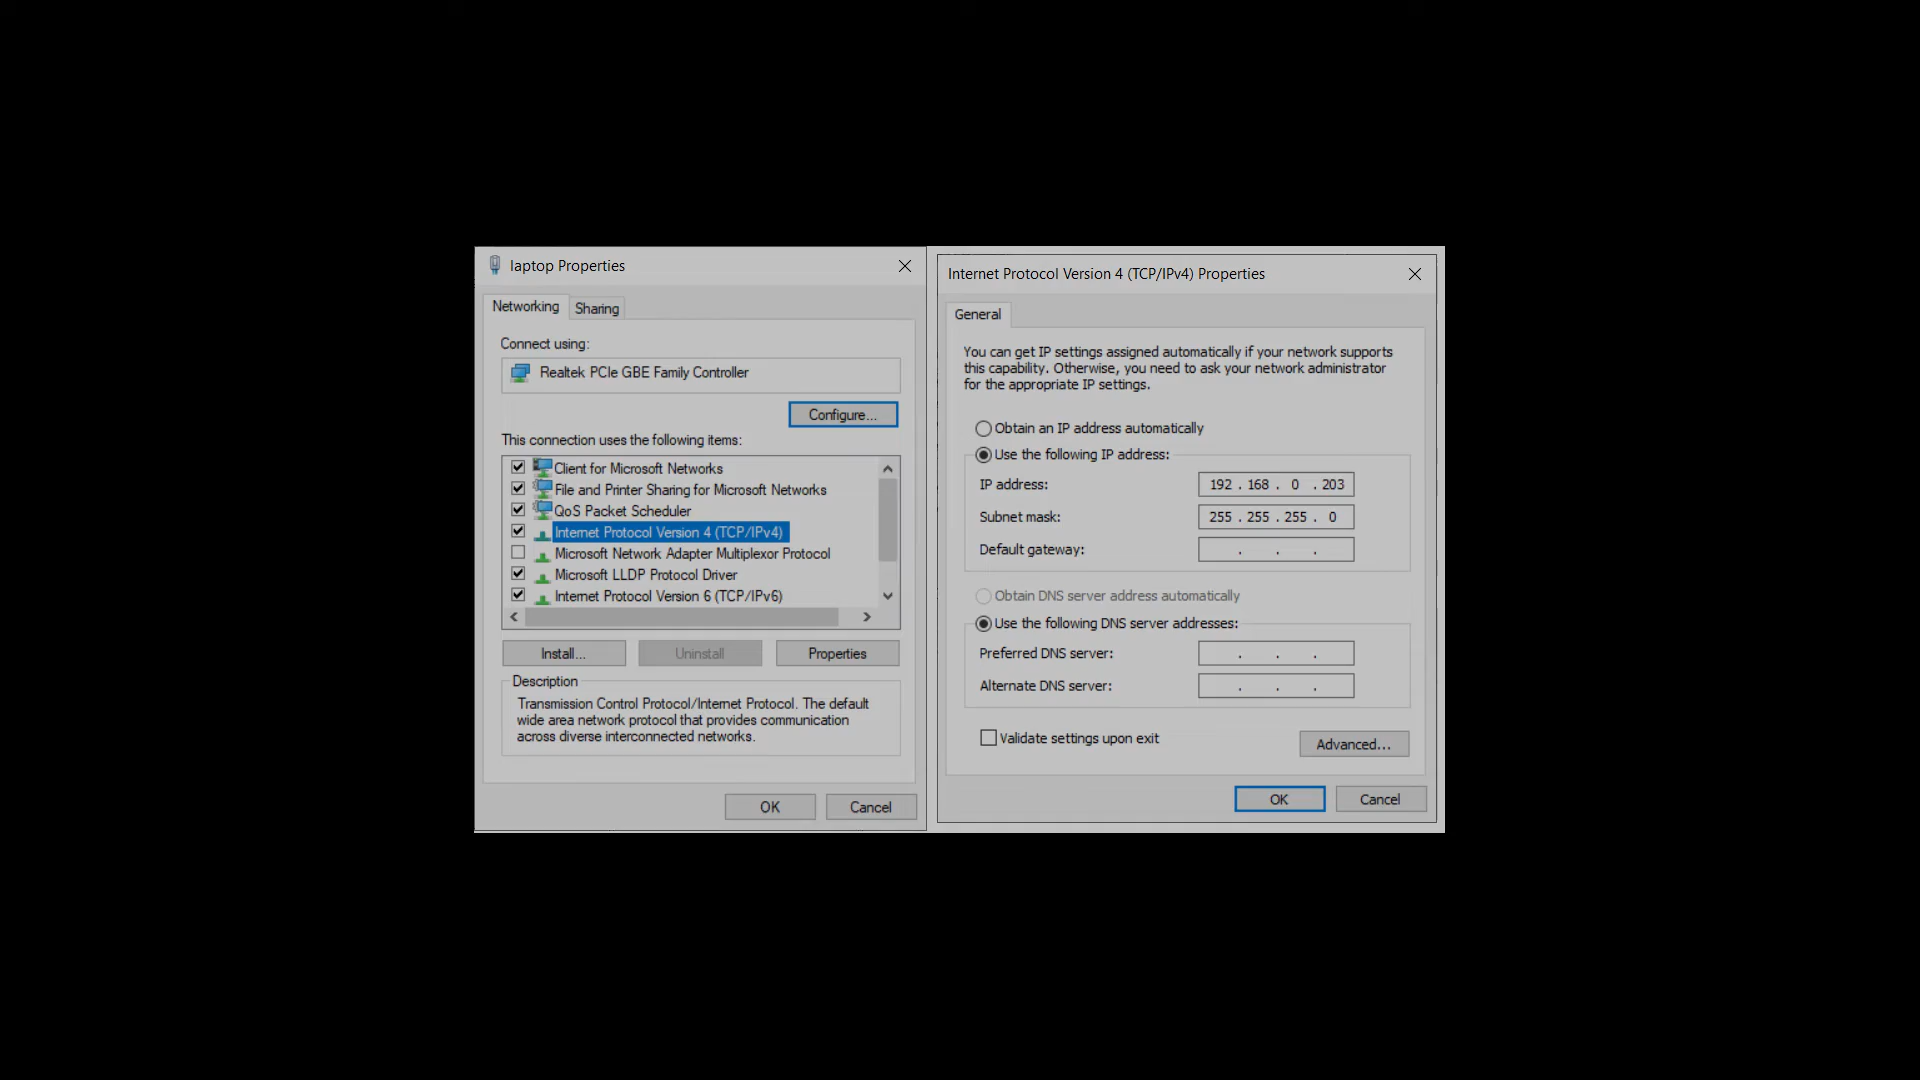 laptop Properties
Networking
Sharing
Connect using:
Realtek PCIe GBE Family Controller
Configure...
This connection uses the following items:
Client for Microsoft Networks
File and Printer Sharing for Microsoft Networks
QoS Packet Scheduler
Internet Protocol Version 4 (TCP/IPv4)
Microsoft Network Adapter Multiplexor Protocol
Microsoft LLDP Protocol Driver
Internet Protocol Version 6 (TCP/IPv6)
Install...
Uninstall
Properties
Description
Transmission Control Protocol/Internet Protocol. The default
wide area network protocol that provides communication
across diverse interconnected networks.
OK
Cancel
Internet Protocol Version 4 (TCP/IPv4) Properties
General
You can get IP settings assigned automatically if your network supports
this capability. Otherwise, you need to ask your network administrator
for the appropriate IP settings.
Obtain an IP address automatically
Use the following IP address:
IP address:
192 . 168 . 0 . 203
Subnet mask:
255 . 255 . 255 . 0
Default gateway:
. . .
Obtain DNS server address automatically
Use the following DNS server addresses:
Preferred DNS server:
. . .
Alternate DNS server:
. . .
Validate settings upon exit
Advanced...
OK
Cancel